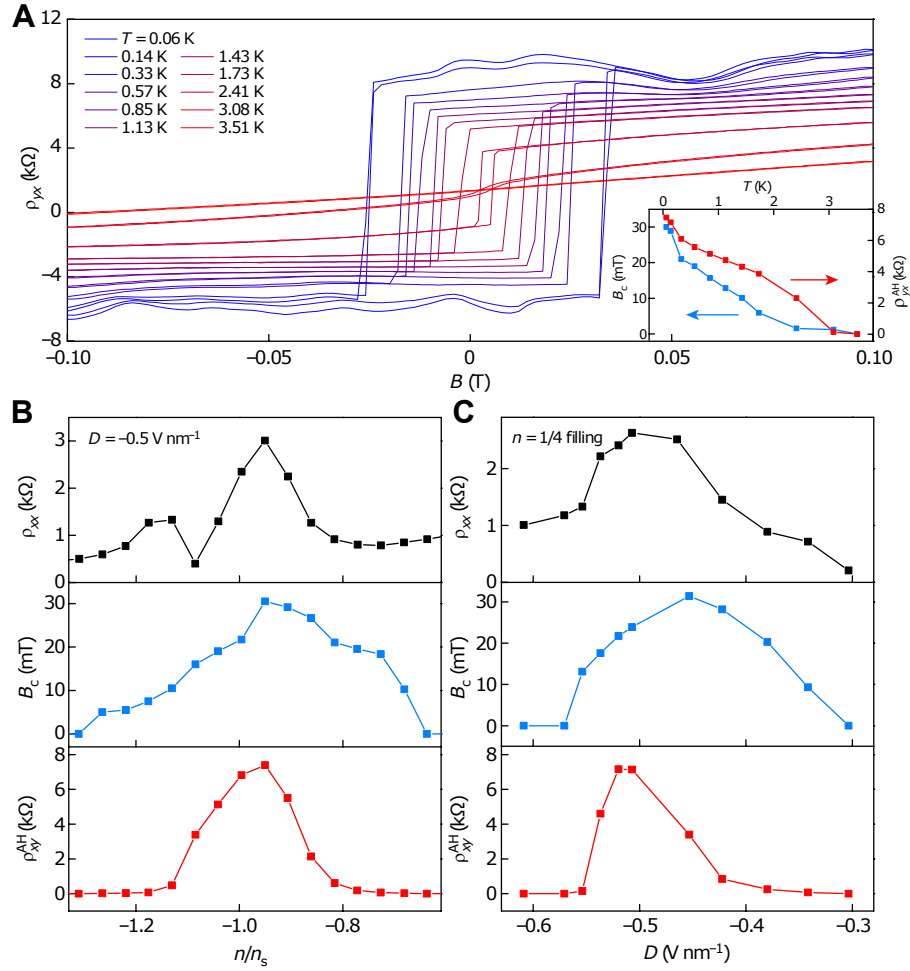 A
12
8
4
0
−4
−8
ρyx (kΩ)
T = 0.06 K
0.14 K 1.43 K
0.33 K 1.73 K
0.57 K 2.41 K
0.85 K 3.08 K
1.13 K 3.51 K
−0.10 −0.05 0 0.05 0.10
B (T)
T (K)
0 1 2 3
30
20
10
0
Bc (mT)
8
6
4
2
0
ρyxAH (kΩ)
B
D = −0.5 V nm−1
3
2
1
0
ρxx (kΩ)
30
20
10
0
Bc (mT)
8
6
4
2
0
ρxyAH (kΩ)
−1.2 −1.0 −0.8
n/ns
C
n = 1/4 filling
2
1
0
ρxx (kΩ)
30
20
10
0
Bc (mT)
8
6
4
2
0
ρxyAH (kΩ)
−0.6 −0.5 −0.4 −0.3
D (V nm−1)